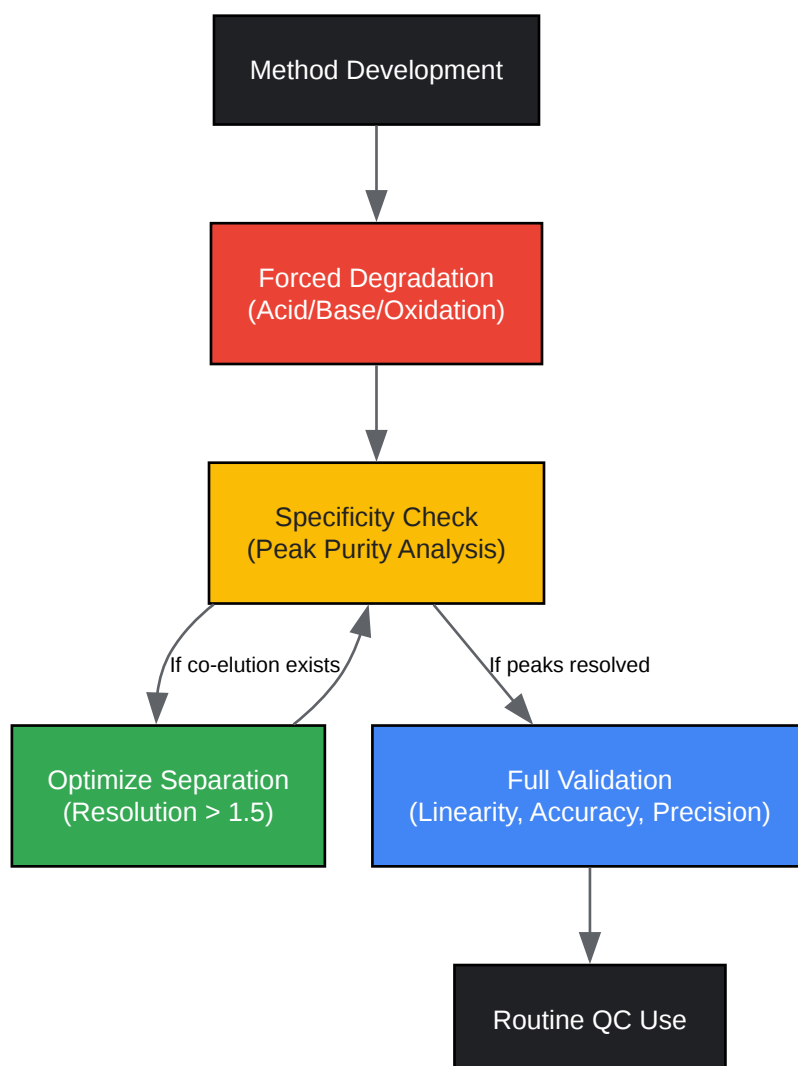 Method Development
Forced Degradation
(Acid/Base/Oxidation)
Specificity Check
(Peak Purity Analysis)
If co-elution exists
If peaks resolved
Optimize Separation
(Resolution > 1.5)
Full Validation
(Linearity, Accuracy, Precision)
Routine QC Use